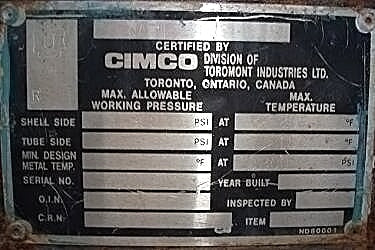 CERTIFIED BY
CIMCO DIVISION OF TOROMONT INDUSTRIES LTD.
TORONTO, ONTARIO, CANADA
MAX. ALLOWABLE WORKING PRESSURE MAX. TEMPERATURE
SHELL SIDE PSI AT °F
TUBE SIDE PSI AT °F
MIN. DESIGN METAL TEMP. °F AT PSI
SERIAL NO. YEAR BUILT
O.I.N. INSPECTED BY
C.R.N. ITEM
ND60001